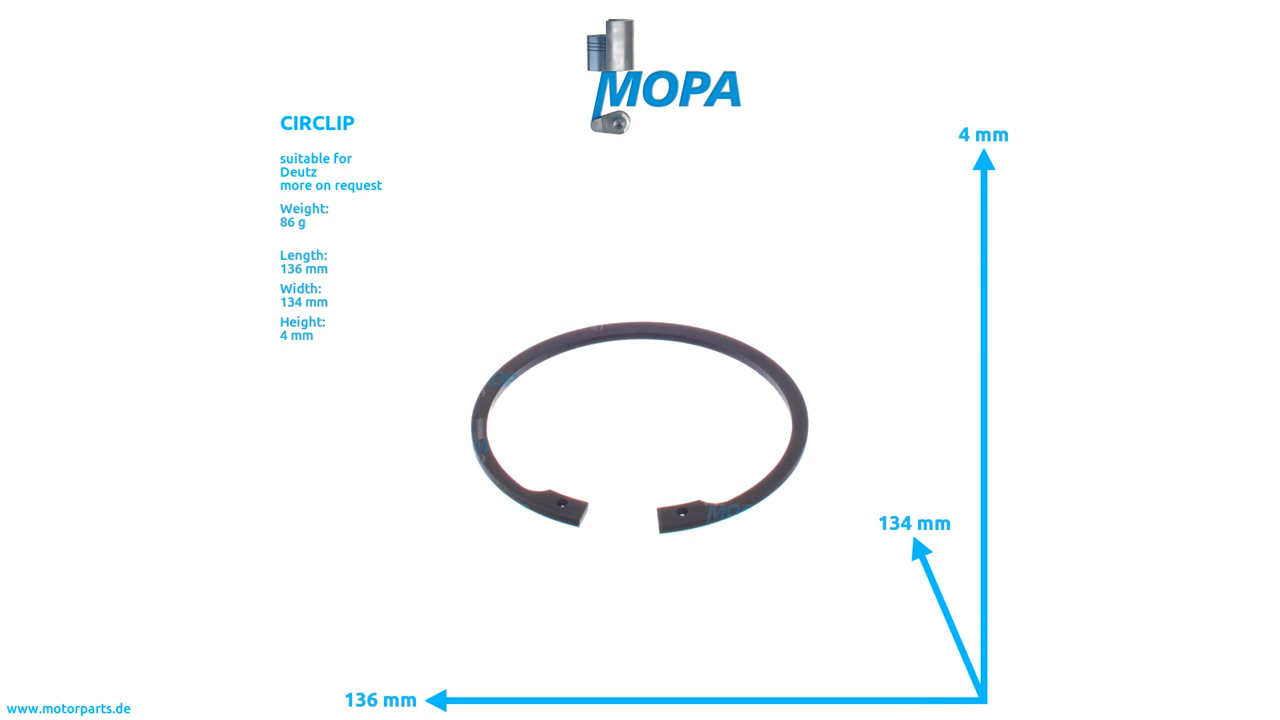 MOPA
CIRCLIP
suitable for
Deutz
more on request
Weight:
86 g
Length:
136 mm
Width:
134 mm
Height:
4 mm
4 mm
134 mm
136 mm
www.motorparts.de